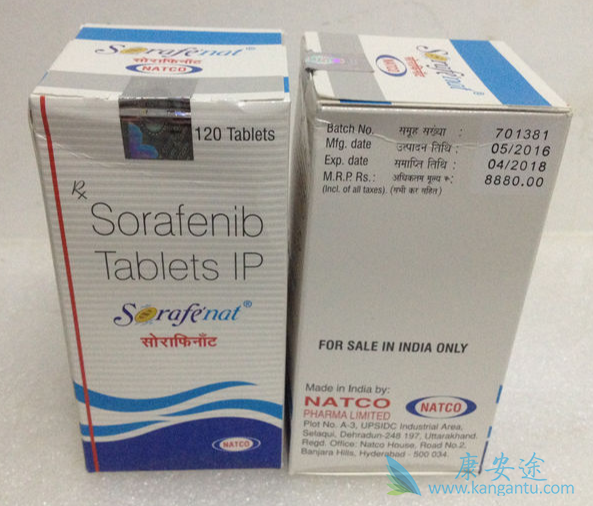 Sorafenat®
सोराफिनॉट
NATCO
120 Tablets
Rx
Sorafenib
Tablets IP
Sorafenat®
सोराफिनॉट
NATCO
Sorafenat®
सोराफिनॉट
NATCO
Batch No. समूह संख्या : 701381
Mfg. date उत्पादन तिथि : 05/2016
Exp. date समाप्ति तिथि : 04/2018
M.R.P. Rs.: अधिकतम मूल्य रु.: 8880.00
(Incl. of all taxes). (सभी कर सहित)
FOR SALE IN INDIA ONLY
Made in India by:
NATCO
PHARMA LIMITED
NATCO
Plot No. A-3, UPSIDC Industrial Area,
Selaqui, Dehradun-248 197, Uttarakhand.
Regd. Office: Natco House, Road No.2,
Banjara Hills, Hyderabad - 500 034.
康安途
www.kangantu.com